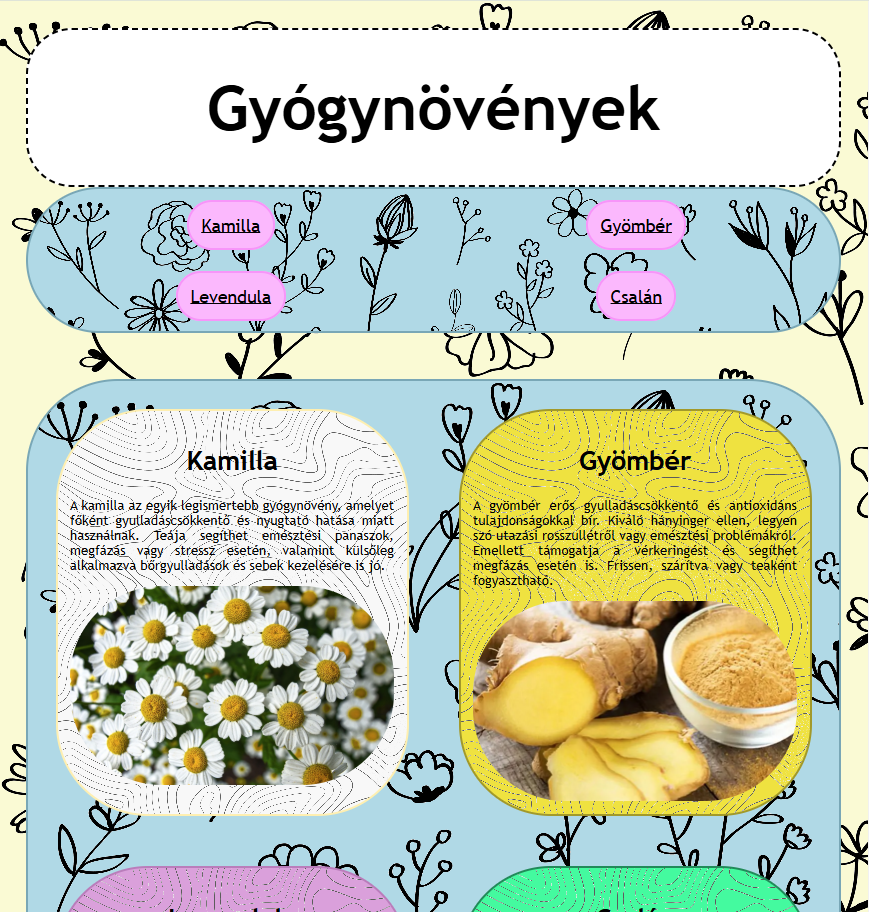 Gyógynövények
Kamilla
Gyömbér
Levendula
Csalán
Kamilla
A kamilla az egyik legismertebb gyógynövény, amelyet
főként gyulladáscsökkentő és nyugtató hatása miatt
használnak. Teája segíthet emésztési panaszok,
megfázás vagy stressz esetén, valamint külsőleg
alkalmazva bőrgyulladások és sebek kezelésére is jó.
Gyömbér
A gyömbér erős gyulladáscsökkentő és antioxidáns
tulajdonságokkal bír. Kiváló hányinger ellen, legyen
szó utazási rosszullétről vagy emésztési problémákról.
Emellett támogatja a vérkeringést és segíthet
megfázás esetén is. Frissen, szárítva vagy teaként
fogyasztható.